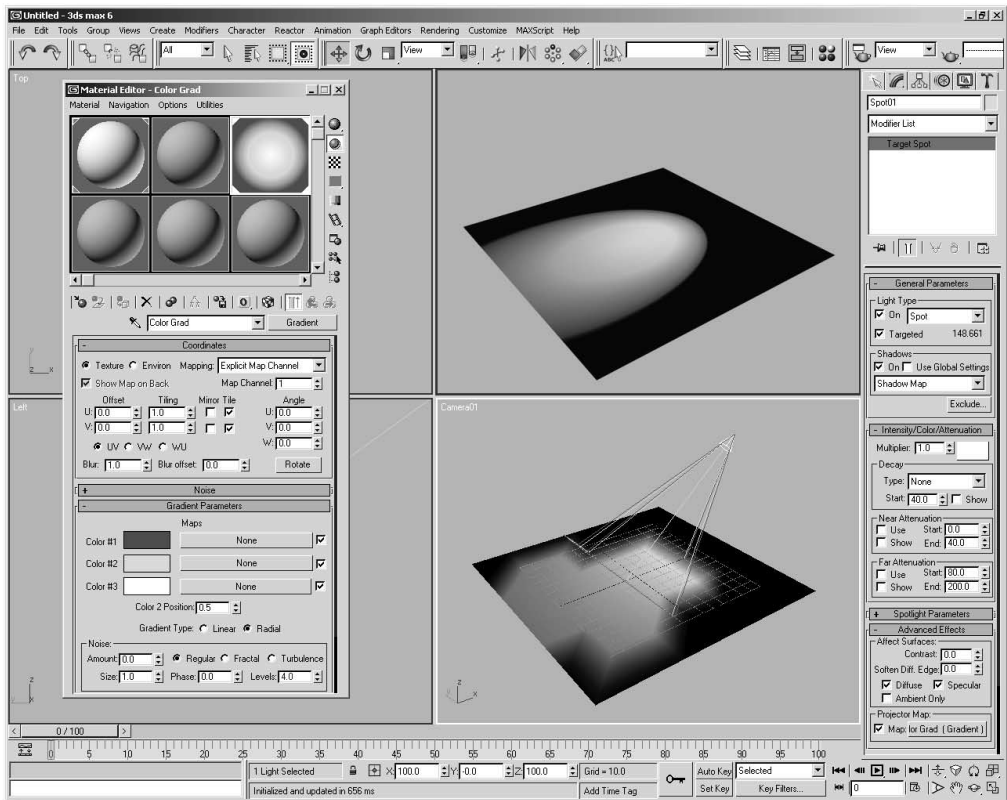 Untitled - 3ds max 6
File Edit Tools Group Views Create Modifiers Character Reactor Animation Graph Editors Rendering Customize MAXScript Help
All
View
ABC
View
Top
Material Editor - Color Grad
Material Navigation Options Utilities
Color Grad
Gradient
- Coordinates
Texture Environ Mapping: Explicit Map Channel
Show Map on Back Map Channel: 1
Offset Tiling Mirror Tile Angle
U: 0.0 1.0 U: 0.0
V: 0.0 1.0 V: 0.0
UV VW WU W: 0.0
Blur: 1.0 Blur offset: 0.0 Rotate
+ Noise
- Gradient Parameters
Maps
Color #1 None
Color #2 None
Color #3 None
Color 2 Position: 0.5
Gradient Type: Linear Radial
Noise:
Amount: 0.0 Regular Fractal Turbulence
Size: 1.0 Phase: 0.0 Levels: 4.0
Left
Camera01
z x
z
z x
Spot01
Modifier List
Target Spot
- General Parameters
Light Type
On Spot
Targeted 148.661
Shadows
On Use Global Settings
Shadow Map
Exclude...
- Intensity/Color/Attenuation
Multiplier: 1.0
Decay
Type: None
Start: 40.0 Show
Near Attenuation
Use Start: 0.0
Show End: 40.0
Far Attenuation
Use Start: 80.0
Show End: 200.0
+ Spotlight Parameters
- Advanced Effects
Affect Surfaces:
Contrast: 0.0
Soften Diff. Edge: 0.0
Diffuse Specular
Ambient Only
Projector Map:
Map: lor Grad ( Gradient )
< 0 / 100 >
0 5 10 15 20 25 30 35 40 45 50 55 60 65 70 75 80 85 90 95 100
1 Light Selected X: 100.0 Y: -0.0 Z: 100.0 Grid = 10.0 Auto Key Selected
Initialized and updated in 656 ms Add Time Tag Set Key Key Filters... 0